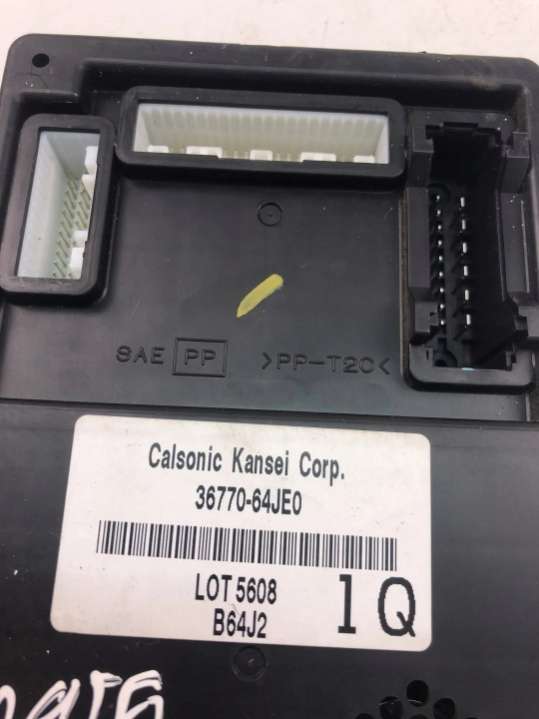 SAE PP >PP-T20<
Calsonic Kansei Corp.
36770-64JE0
LOT 5608
B64J2
1Q